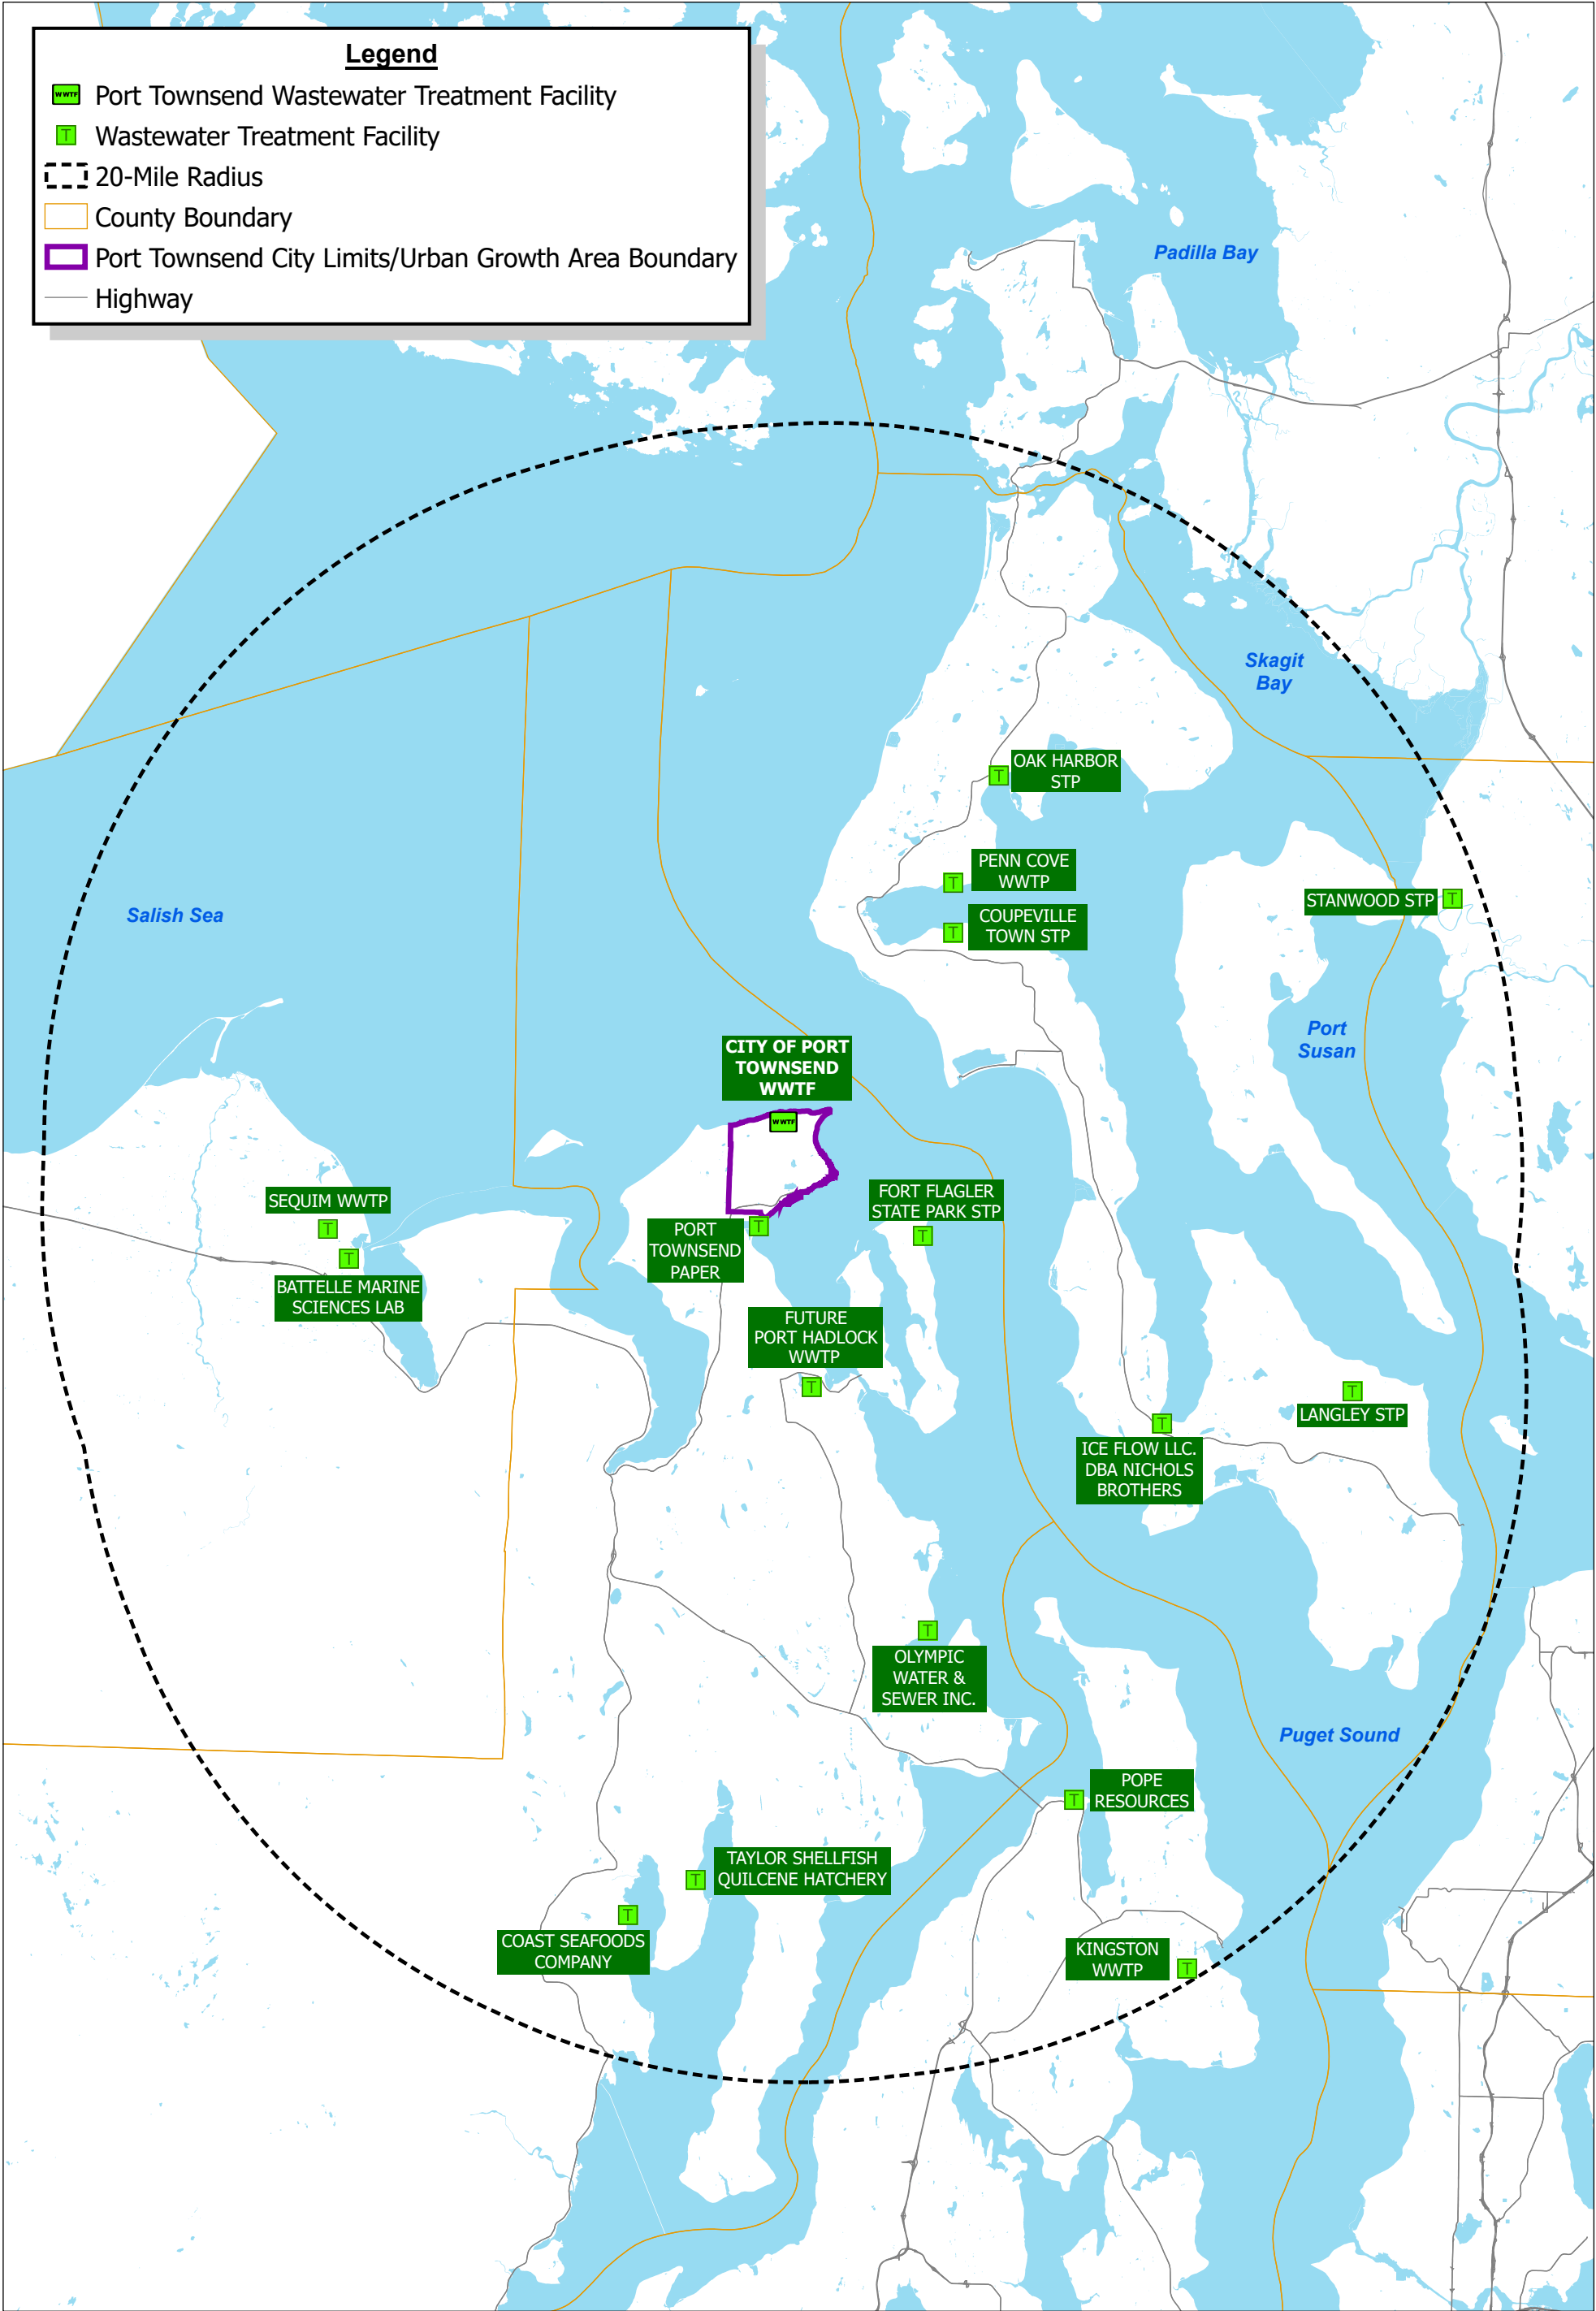 Legend
WWTF Port Townsend Wastewater Treatment Facility
T Wastewater Treatment Facility
20-Mile Radius
County Boundary
Port Townsend City Limits/Urban Growth Area Boundary
Highway
Padilla Bay
Skagit
Bay
T OAK HARBOR
STP
T PENN COVE
WWTP
T COUPEVILLE
TOWN STP
STANWOOD STP T
Salish Sea
Port
Susan
CITY OF PORT
TOWNSEND
WWTF
WWTF
SEQUIM WWTP
T
T
BATTELLE MARINE
SCIENCES LAB
FORT FLAGLER
STATE PARK STP
T
T
PORT
TOWNSEND
PAPER
FUTURE
PORT HADLOCK
WWTP
T
T
LANGLEY STP
T
ICE FLOW LLC.
DBA NICHOLS
BROTHERS
T
OLYMPIC
WATER &
SEWER INC.
Puget Sound
T POPE
RESOURCES
T TAYLOR SHELLFISH
QUILCENE HATCHERY
T
COAST SEAFOODS
COMPANY
KINGSTON
WWTP T